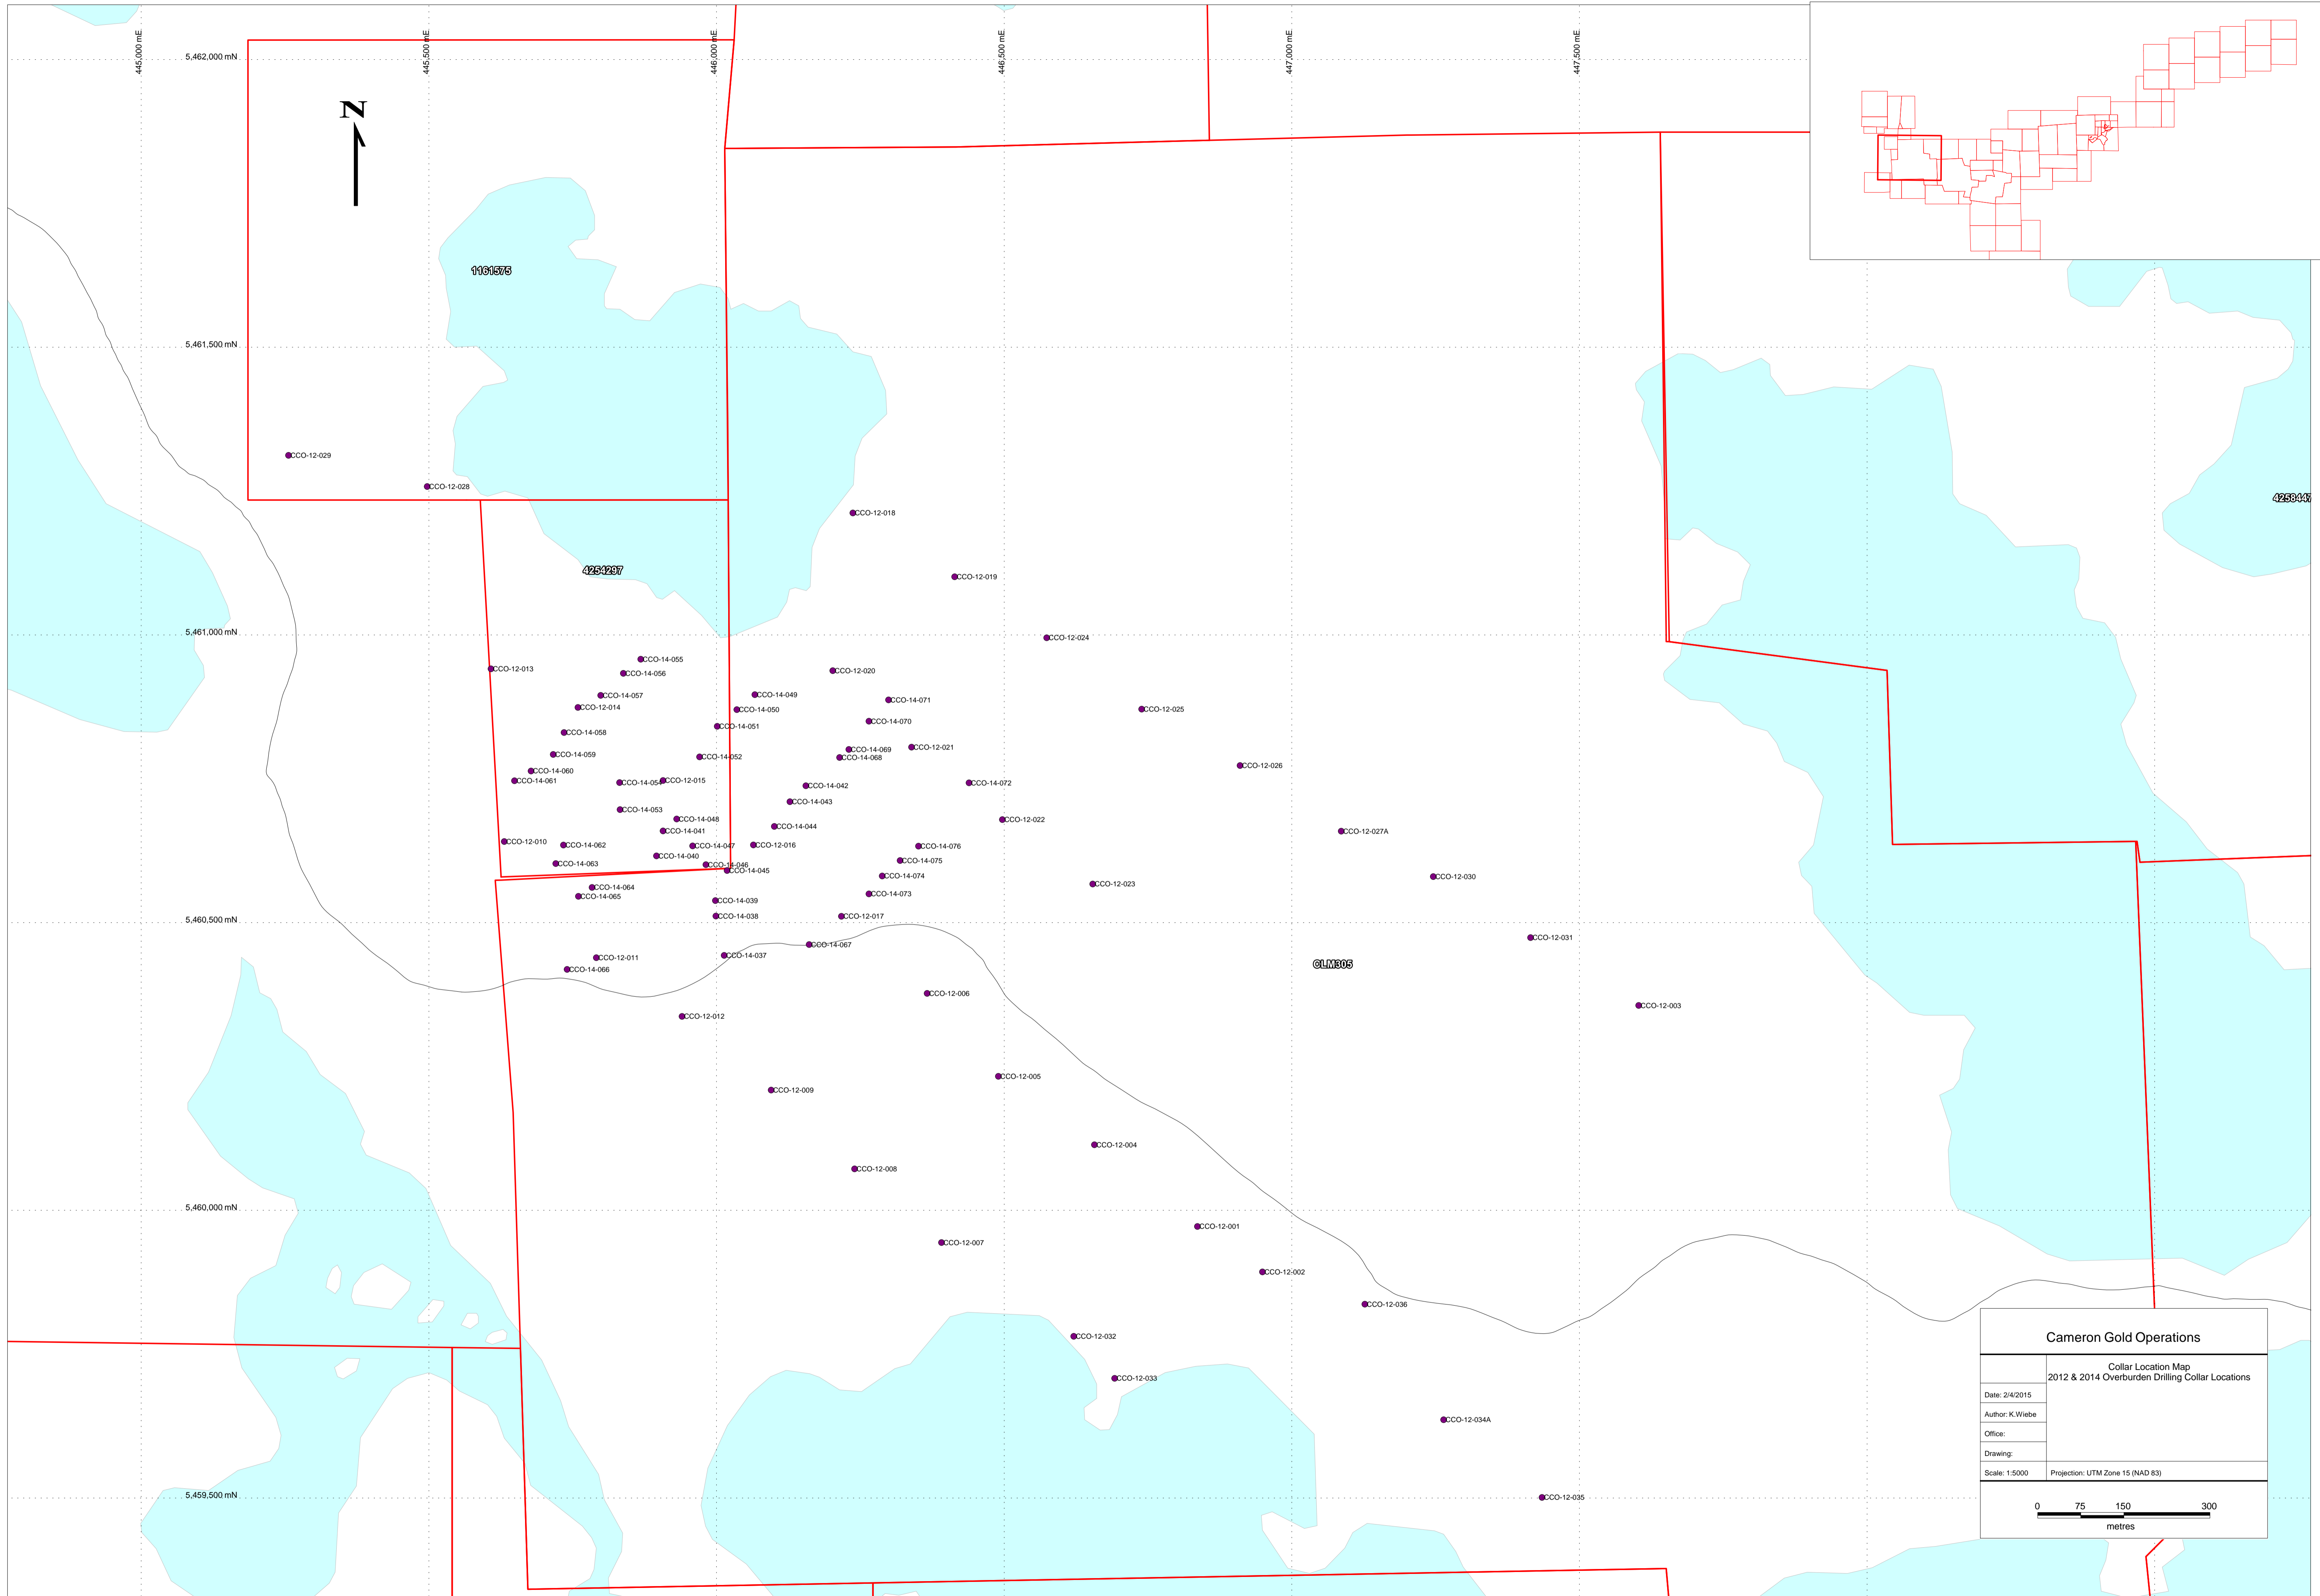 445,000 mE
445,500 mE
446,000 mE
446,500 mE
447,000 mE
447,500 mE
5,462,000 mN
N
1161575
5,461,500 mN
CCO-12-029
CCO-12-028
4258447
CCO-12-018
4254297
CCO-12-019
5,461,000 mN
CCO-12-024
CCO-14-055
CCO-12-013
CCO-14-056
CCO-12-020
CCO-14-057
CCO-14-049
CCO-14-071
CCO-12-014
CCO-14-050
CCO-12-025
CCO-14-051
CCO-14-070
CCO-14-058
CCO-14-059
CCO-14-052
CCO-14-069
CCO-12-021
CCO-14-068
CCO-12-026
CCO-14-060
CCO-14-061
CCO-14-054
CCO-12-015
CCO-14-042
CCO-14-072
CCO-14-043
CCO-14-053
CCO-14-048
CCO-14-044
CCO-12-022
CCO-14-041
CCO-12-027A
CCO-12-010
CCO-14-062
CCO-14-047
CCO-12-016
CCO-14-076
CCO-14-040
CCO-14-063
CCO-14-046
CCO-14-075
CCO-14-045
CCO-14-074
CCO-12-030
CCO-14-064
CCO-12-023
CCO-14-065
CCO-14-073
CCO-14-039
CCO-14-038
CCO-12-017
5,460,500 mN
CCO-12-031
CCO-14-067
CCO-12-011
CCO-14-037
CLM305
CCO-14-066
CCO-12-006
CCO-12-003
CCO-12-012
CCO-12-005
CCO-12-009
CCO-12-004
CCO-12-008
5,460,000 mN
CCO-12-001
CCO-12-007
CCO-12-002
CCO-12-036
CCO-12-032
CCO-12-033
CCO-12-034A
5,459,500 mN
CCO-12-035
Cameron Gold Operations
Collar Location Map
2012 & 2014 Overburden Drilling Collar Locations
Date: 2/4/2015
Author: K.Wiebe
Office:
Drawing:
Scale: 1:5000
Projection: UTM Zone 15 (NAD 83)
0 75 150 300
metres